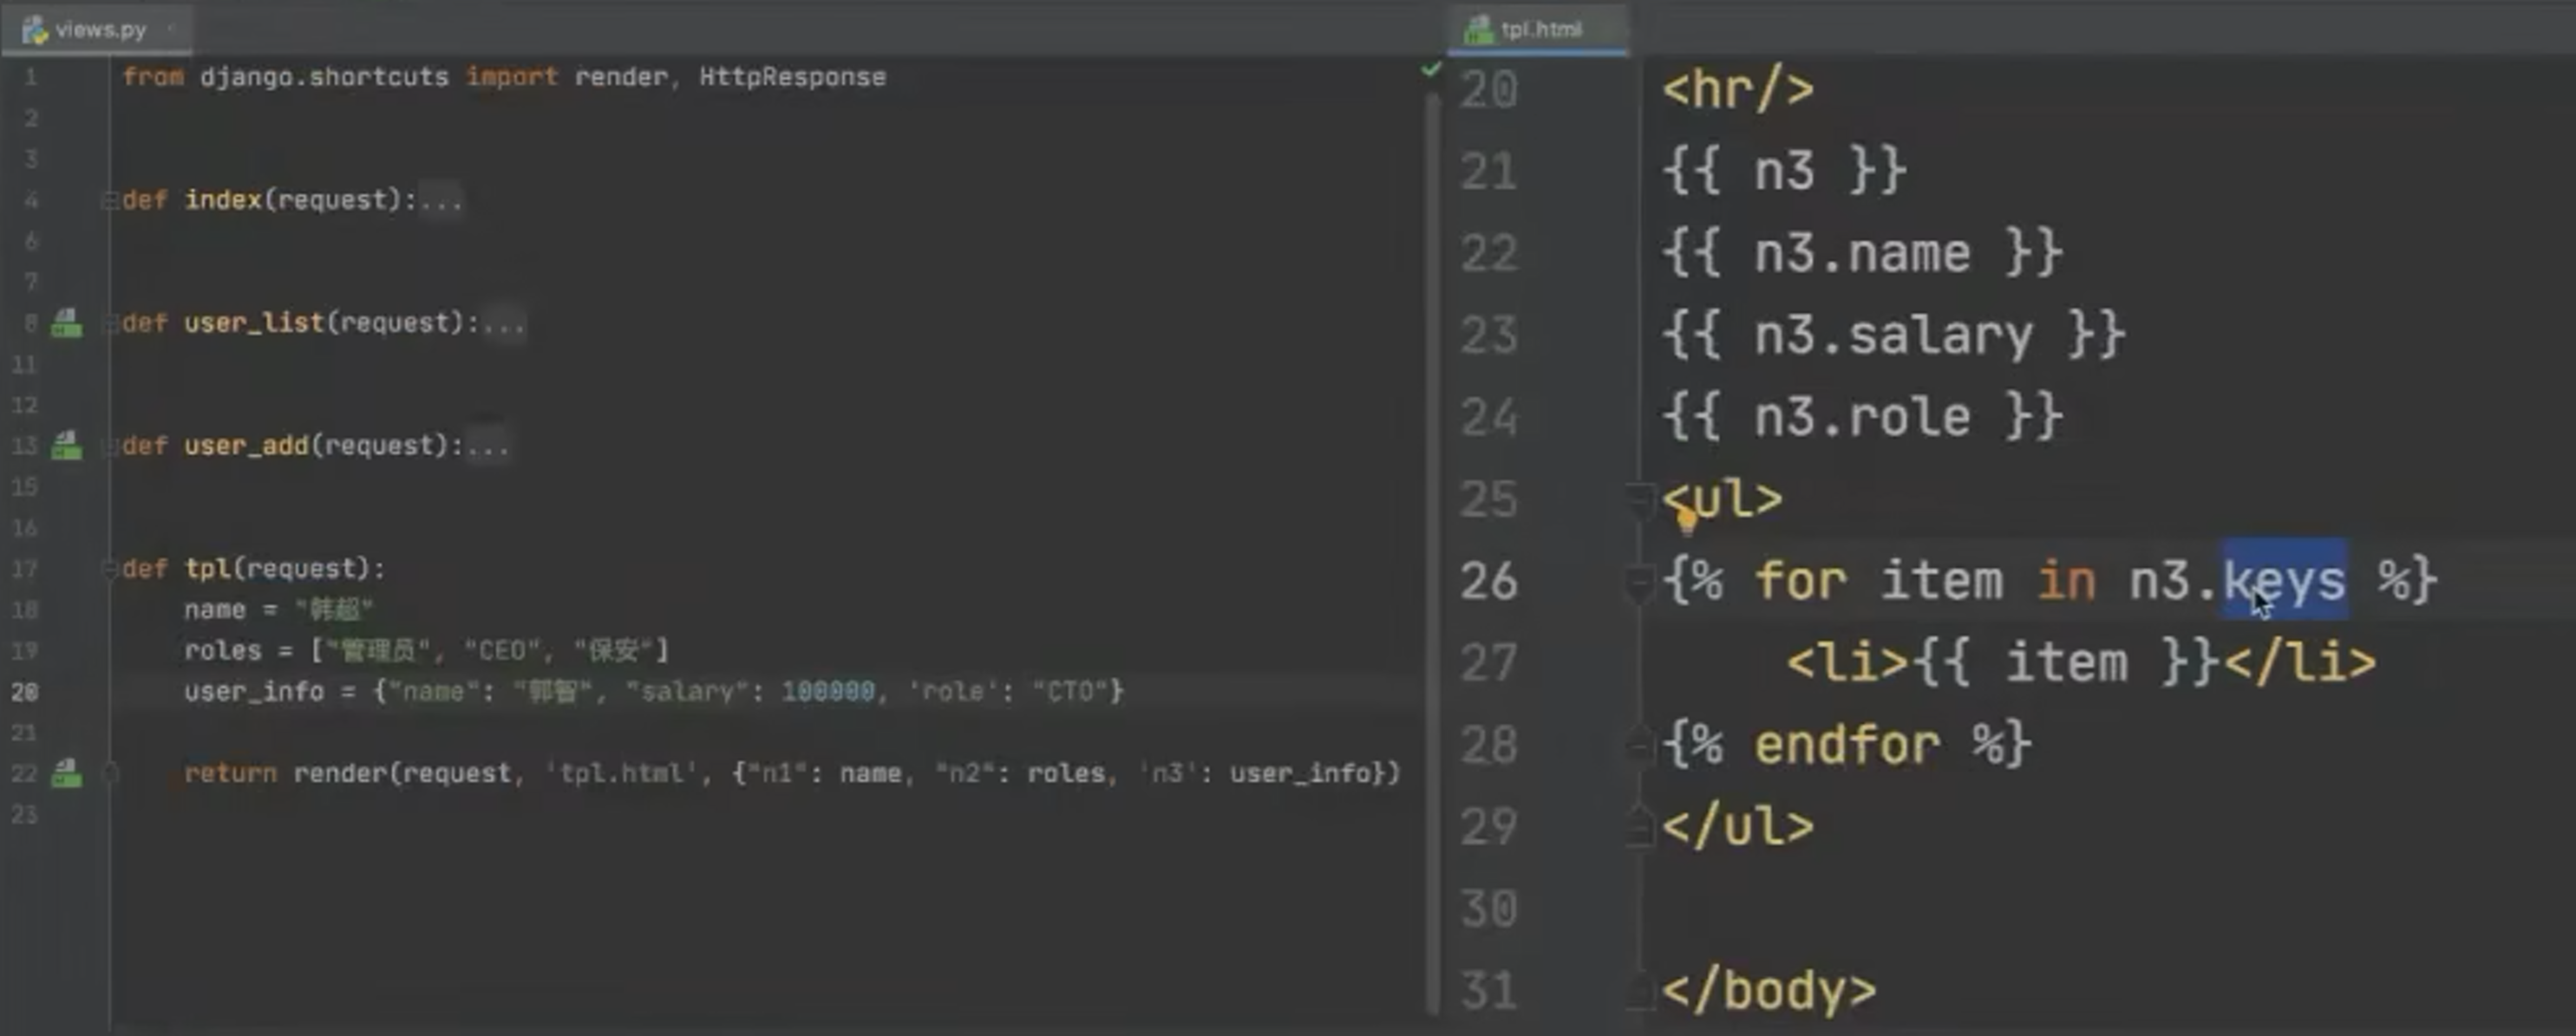 views.py
1 from django.shortcuts import render, HttpResponse
2
3
4 def index(request):...
6
7
8 def user_list(request):...
11
12
13 def user_add(request):...
15
16
17 def tpl(request):
18 name = "韩超"
19 roles = ["管理员", "CEO", "保安"]
20 user_info = {"name": "郭智", "salary": 100000, 'role': "CTO"}
21
22 return render(request, 'tpl.html', {"n1": name, "n2": roles, 'n3': user_info})
23
tpl.html
20 <hr/>
21 {{ n3 }}
22 {{ n3.name }}
23 {{ n3.salary }}
24 {{ n3.role }}
25 <ul>
26 {% for item in n3.keys %}
27 <li>{{ item }}</li>
28 {% endfor %}
29 </ul>
30
31 </body>